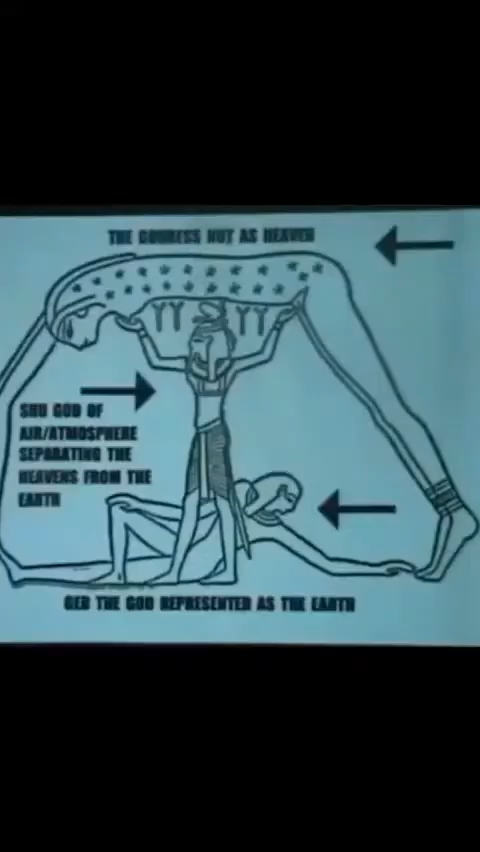 THE GODDESS NUT AS HEAVEN
SHU GOD OF
AIR/ATMOSPHERE
SEPARATING THE
HEAVENS FROM THE
EARTH
GEB THE GOD REPRESENTED AS THE EARTH